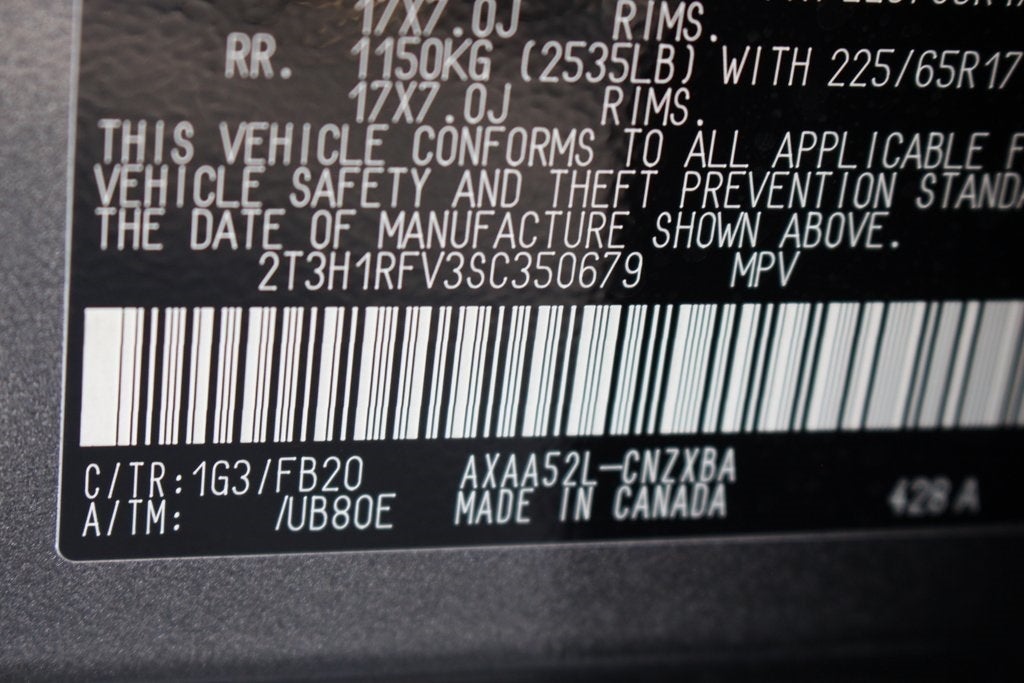 17X7.0J RIMS.
RR. 1150KG (2535LB) WITH 225/65R17
17X7.0J RIMS.
THIS VEHICLE CONFORMS TO ALL APPLICABLE
VEHICLE SAFETY AND THEFT PREVENTION
THE DATE OF MANUFACTURE SHOWN ABOVE.
2T3H1RFV3SC350679 MPV
C/TR:1G3/FB20 AXAA52L-CNZXBA
A/TM: /UB80E MADE IN CANADA 428A